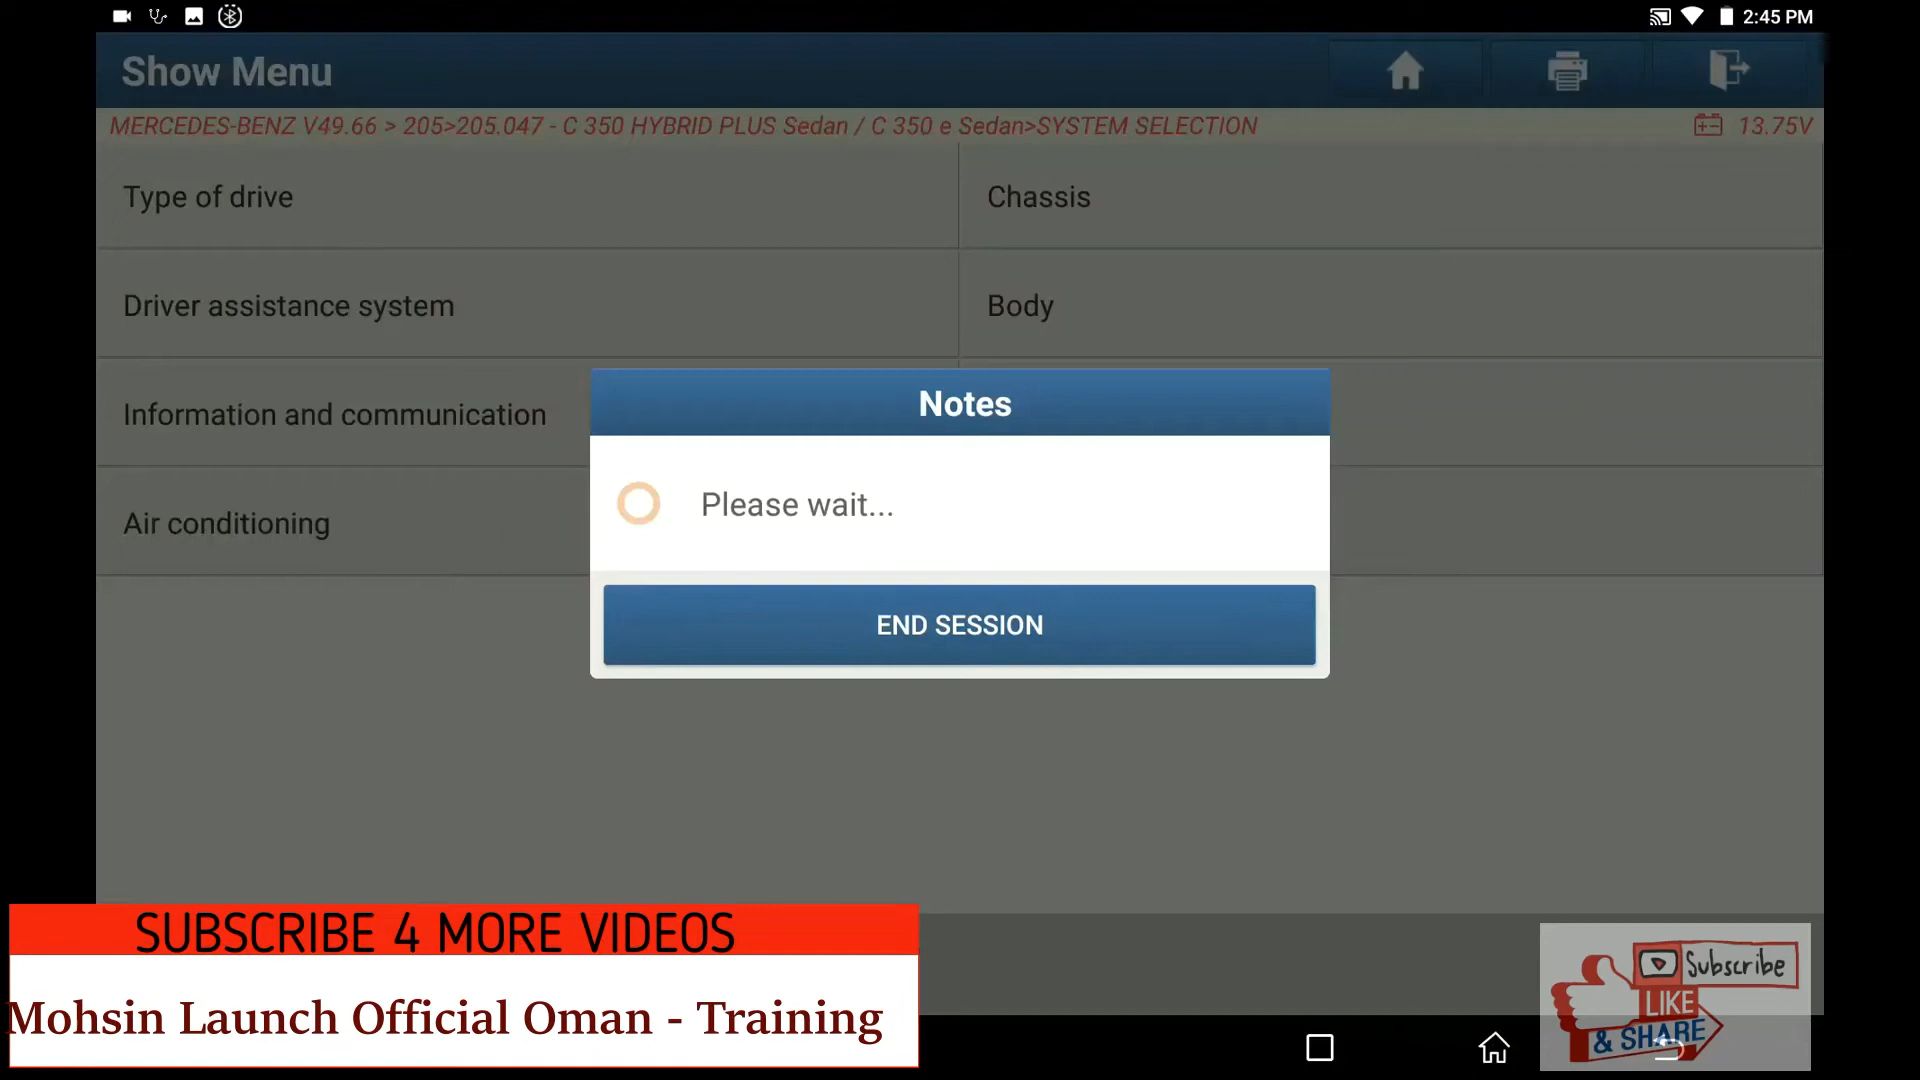 2:45 PM
Show Menu
MERCEDES-BENZ V49.66 > 205>205.047 - C 350 HYBRID PLUS Sedan / C 350 e Sedan>SYSTEM SELECTION
13.75V
Type of drive
Chassis
Driver assistance system
Body
Information and communication
Air conditioning
Notes
Please wait...
END SESSION
SUBSCRIBE 4 MORE VIDEOS
Mohsin Launch Official Oman - Training
Subscribe
LIKE
& SHARE